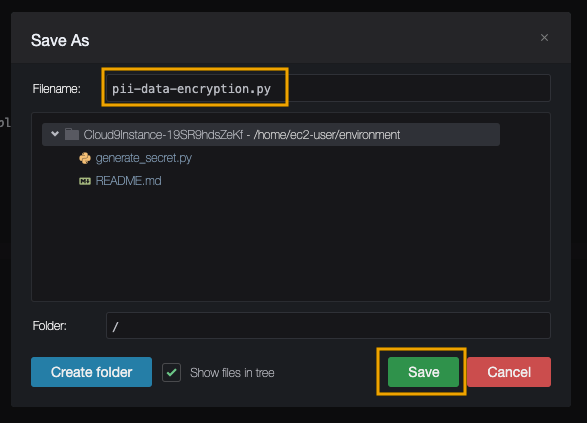 Save As ×
Filename: pii-data-encryption.py
Cloud9Instance-19SR9hdsZeKf - /home/ec2-user/environment
generate_secret.py
README.md
Folder: /
Create folder Show files in tree Save Cancel